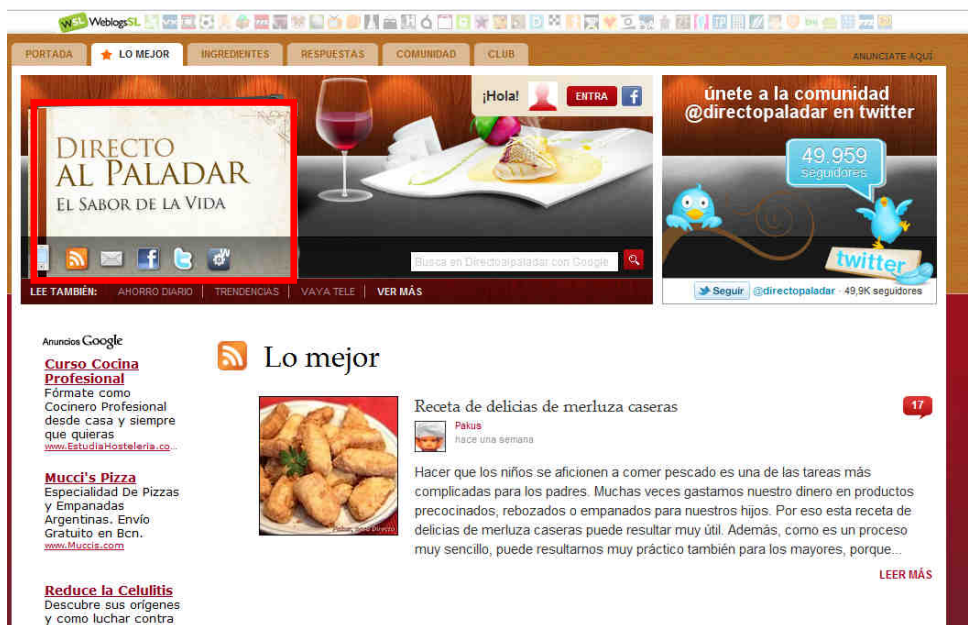 WSL WeblogsSL
PORTADA
LO MEJOR
INGREDIENTES
RESPUESTAS
COMUNIDAD
CLUB
ANUNCIATE AQUÍ
DIRECTO
AL PALADAR
EL SABOR DE LA VIDA
¡Hola!
ENTRA
Busca en Directoalpaladar con Google
únete a la comunidad
@directopaladar en twitter
49.959
seguidores
twitter
Seguir @directopaladar · 49,9K seguidores
LEE TAMBIÉN: AHORRO DIARIO | TRENDENCIAS | VAYA TELE | VER MÁS
Anuncios Google
Curso Cocina
Profesional
Fórmate como
Cocinero Profesional
desde casa y siempre
que quieras
www.EstudiaHosteleria.co...
Mucci's Pizza
Especialidad De Pizzas
y Empanadas
Argentinas. Envío
Gratuito en Bcn.
www.Muccis.com
Reduce la Celulitis
Descubre sus orígenes
y como luchar contra
Lo mejor
Receta de delicias de merluza caseras
17
Pakus
hace una semana
Hacer que los niños se aficionen a comer pescado es una de las tareas más
complicadas para los padres. Muchas veces gastamos nuestro dinero en productos
precocinados, rebozados o empanados para nuestros hijos. Por eso esta receta de
delicias de merluza caseras puede resultar muy útil. Además, como es un proceso
muy sencillo, puede resultarnos muy práctico también para los mayores, porque...
LEER MÁS